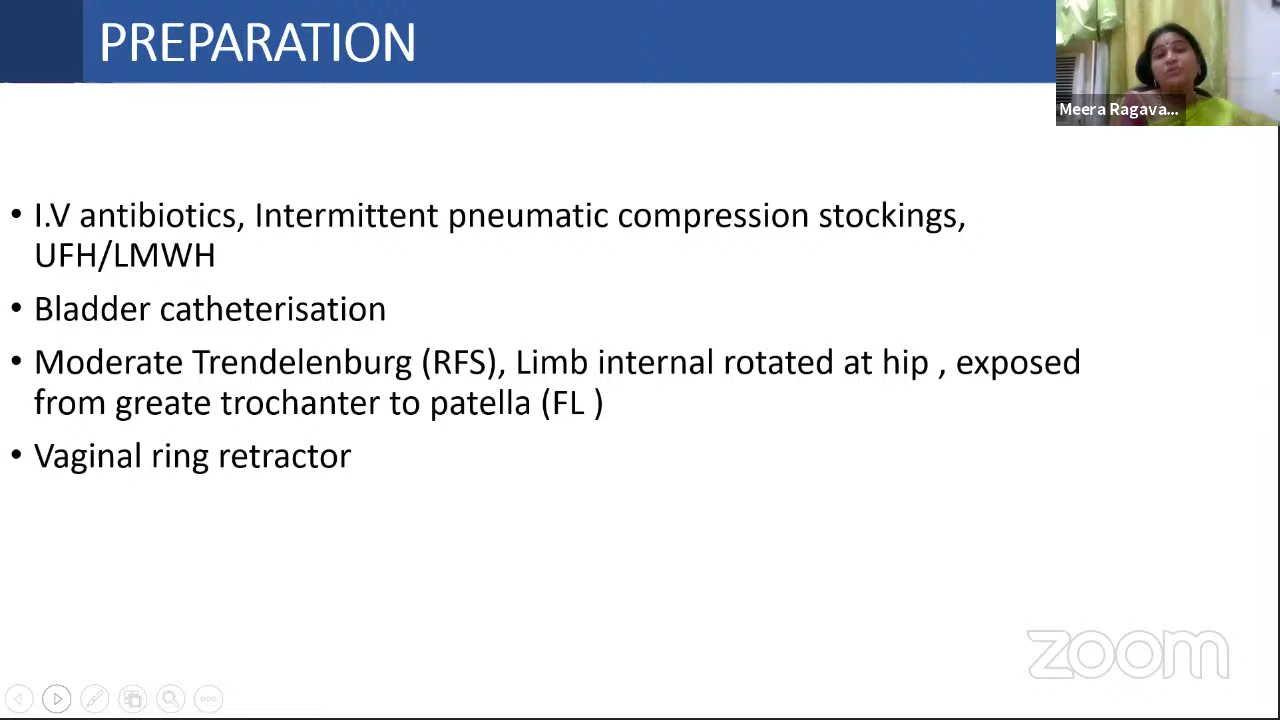 PREPARATION
Meera Ragava...
• I.V antibiotics, Intermittent pneumatic compression stockings,
UFH/LMWH
• Bladder catheterisation
• Moderate Trendelenburg (RFS), Limb internal rotated at hip , exposed
from greate trochanter to patella (FL )
• Vaginal ring retractor
zoom